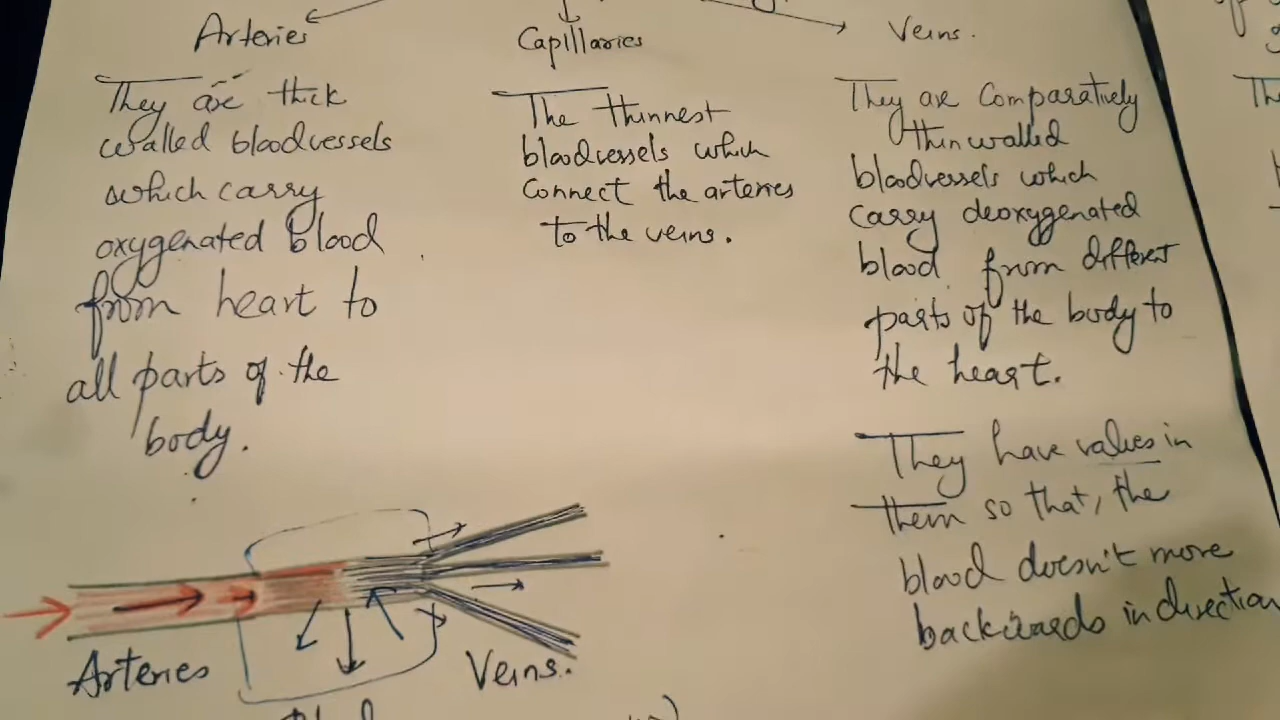 Arteries
They are thick
walled bloodvessels
which carry
oxygenated blood
from heart to
all parts of the
body.
Capillaries
The thinnest
bloodvessels which
connect the arteries
to the veins.
Veins.
They are comparatively
thin walled
bloodvessels which
carry deoxygenated
blood from different
parts of the body to
the heart.
They have values in
them so that, the
blood doesn't move
backwards in direction
Arteries
Veins.